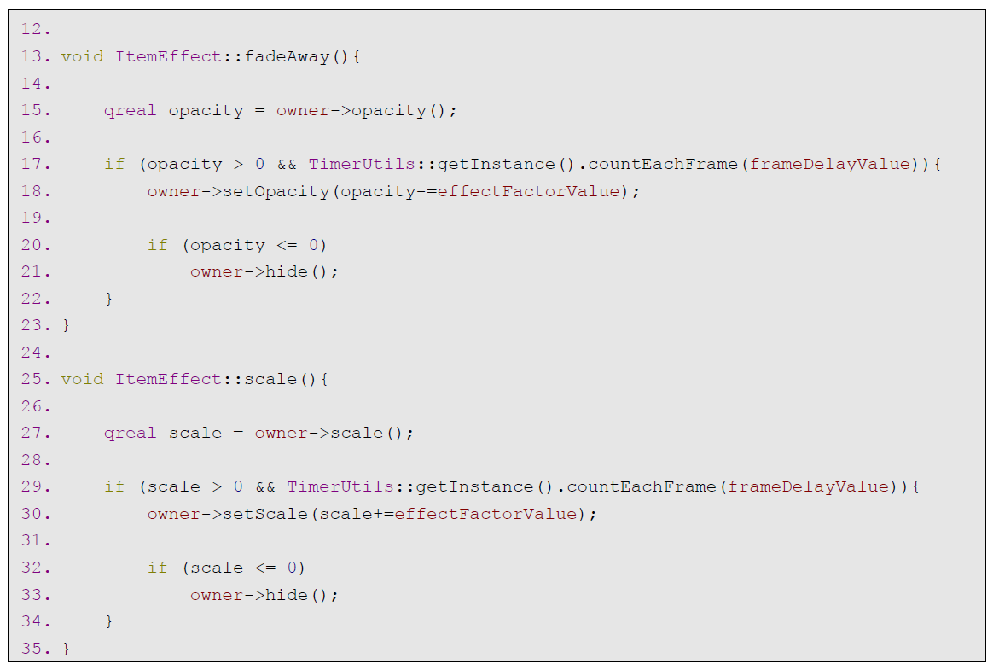 12.
13. void ItemEffect::fadeAway(){
14.
15.     qreal opacity = owner->opacity();
16.
17.     if (opacity > 0 && TimerUtils::getInstance().countEachFrame(frameDelayValue)){
18.         owner->setOpacity(opacity-=effectFactorValue);
19.
20.         if (opacity <= 0)
21.             owner->hide();
22.     }
23. }
24.
25. void ItemEffect::scale(){
26.
27.     qreal scale = owner->scale();
28.
29.     if (scale > 0 && TimerUtils::getInstance().countEachFrame(frameDelayValue)){
30.         owner->setScale(scale+=effectFactorValue);
31.
32.         if (scale <= 0)
33.             owner->hide();
34.     }
35. }